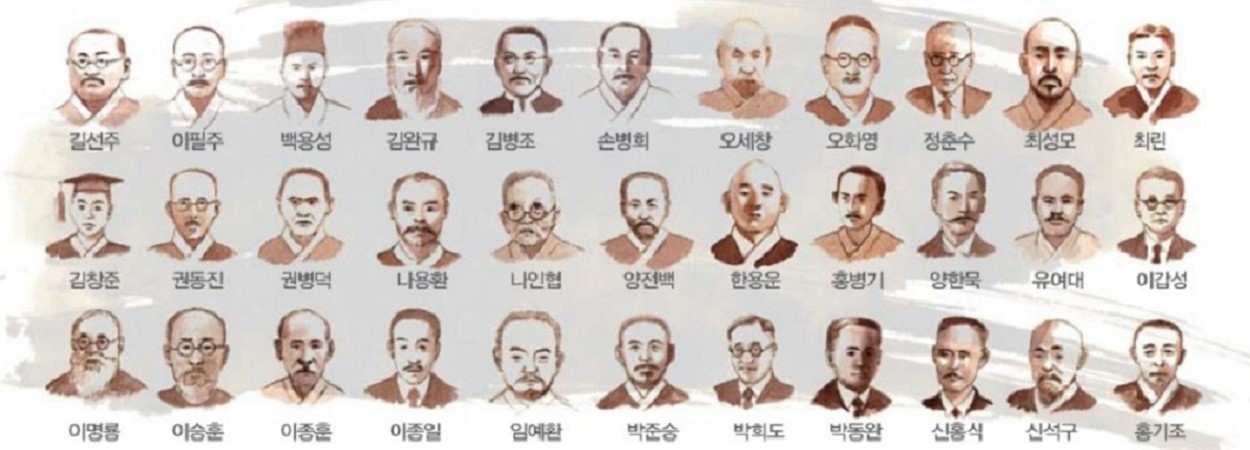 길선주 이필주 백용성 김완규 김병조 손병희 오세창 오화영 정춘수 최성모 최린
김창준 권동진 권병덕 나용환 나인협 양전백 한용운 홍병기 양한묵 유여대 이갑성
이명룡 이승훈 이종훈 이종일 임예환 박준승 박희도 박동완 신홍식 신석구 홍기조